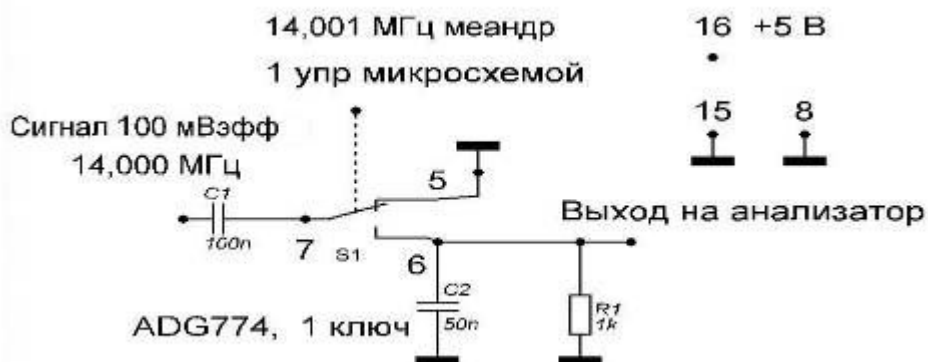 14,001 МГц меандр
16 +5 В
1 упр микросхемой
15 8
Сигнал 100 мВэфф
14,000 МГц
C1
100n
7
S1
5
6
Выход на анализатор
C2
50n
R1
1k
ADG774, 1 ключ